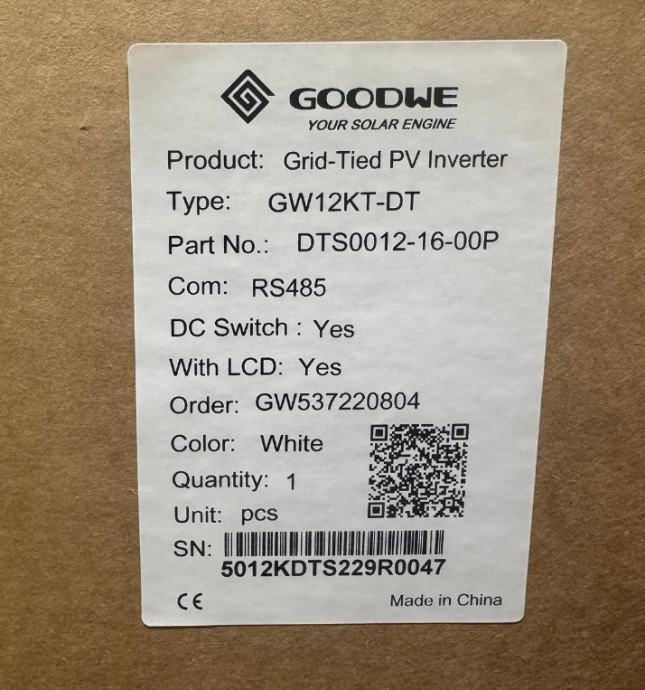 GOODWE
YOUR SOLAR ENGINE
Product: Grid-Tied PV Inverter
Type: GW12KT-DT
Part No.: DTS0012-16-00P
Com: RS485
DC Switch : Yes
With LCD: Yes
Order: GW537220804
Color: White
Quantity: 1
Unit: pcs
SN:
5012KDTS229R0047
CE Made in China